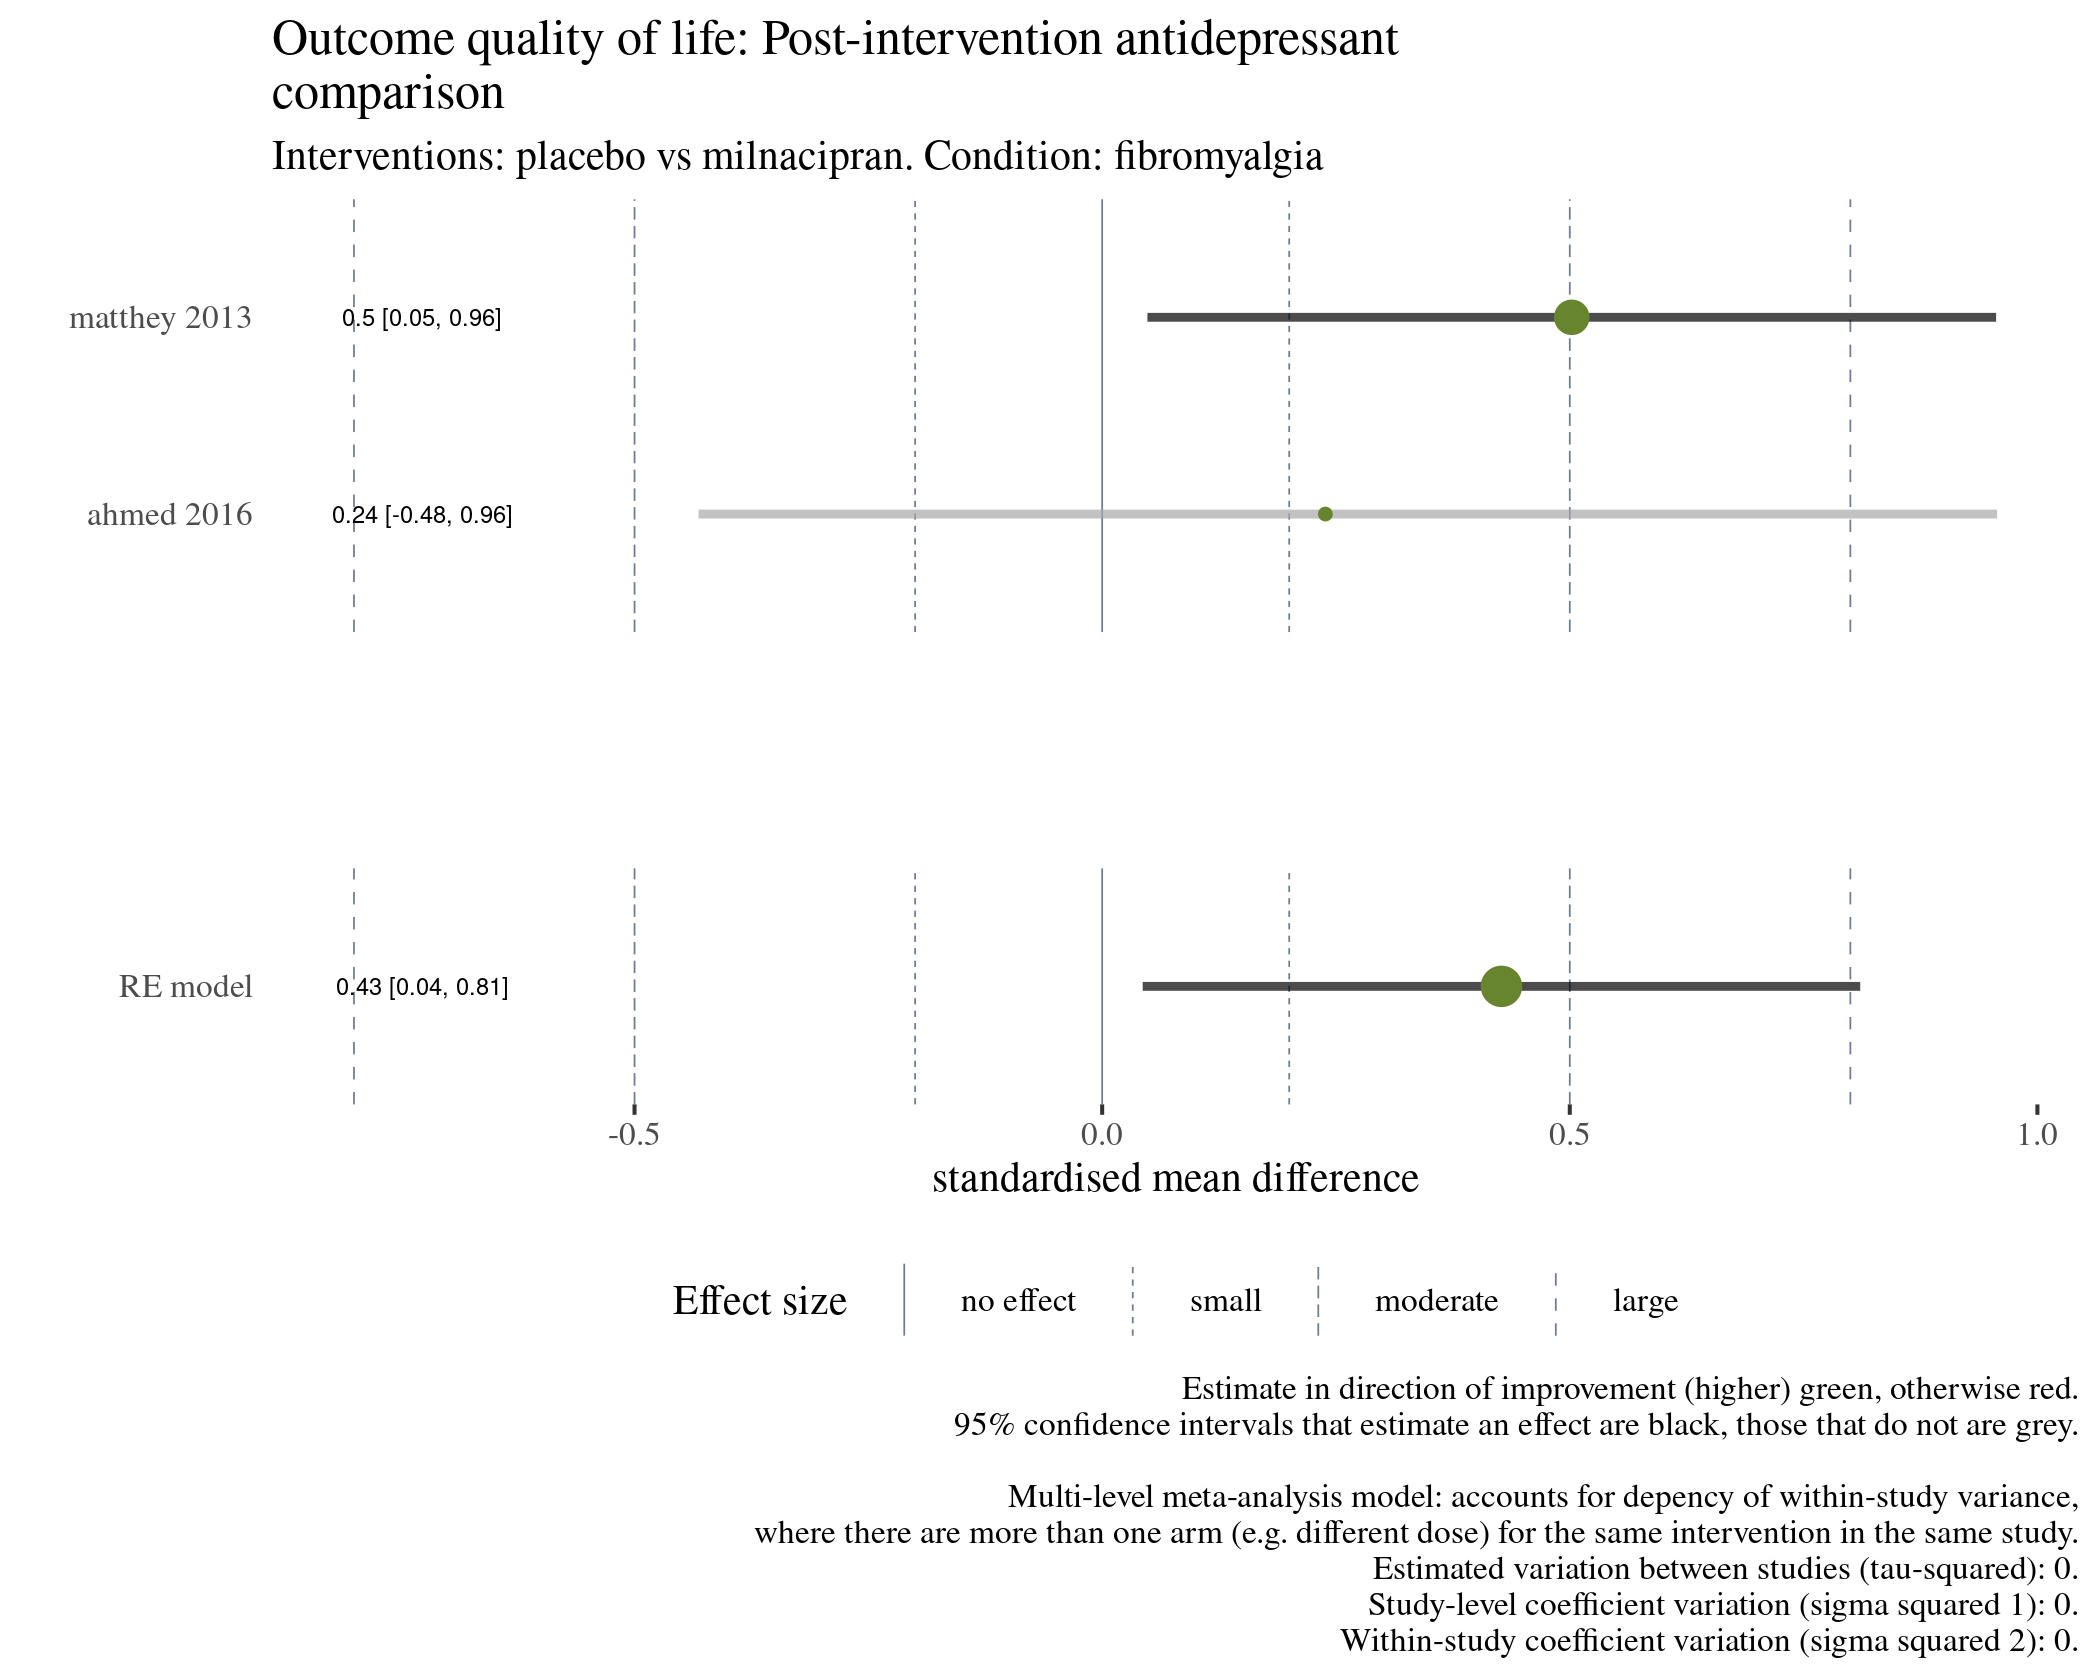 Outcome quality of life: Post-intervention antidepressant
comparison
Interventions: placebo vs milnacipran. Condition: fibromyalgia
matthey 2013
0.5 [0.05, 0.96]
ahmed 2016
0.24 [-0.48, 0.96]
RE model
0.43 [0.04, 0.81]
-0.5 0.0 0.5 1.0
standardised mean difference
Effect size no effect small moderate large
Estimate in direction of improvement (higher) green, otherwise red.
95% confidence intervals that estimate an effect are black, those that do not are grey.
Multi-level meta-analysis model: accounts for depency of within-study variance,
where there are more than one arm (e.g. different dose) for the same intervention in the same study.
Estimated variation between studies (tau-squared): 0.
Study-level coefficient variation (sigma squared 1): 0.
Within-study coefficient variation (sigma squared 2): 0.